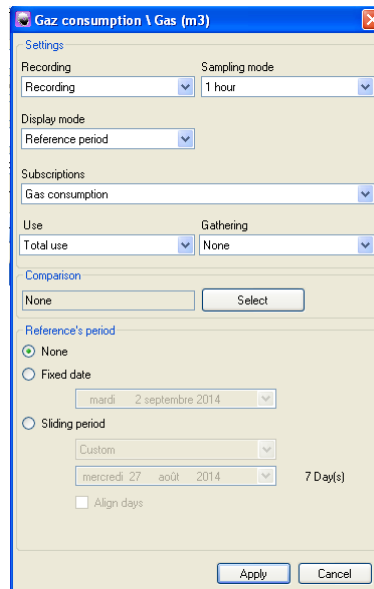 Gaz consumption \ Gas (m3)
Settings
Recording Sampling mode
Recording 1 hour
Display mode
Reference period
Subscriptions
Gas consumption
Use Gathering
Total use None
Comparison
None Select
Reference's period
None
Fixed date
mardi 2 septembre 2014
Sliding period
Custom
mercredi 27 août 2014 7 Day(s)
Align days
Apply Cancel